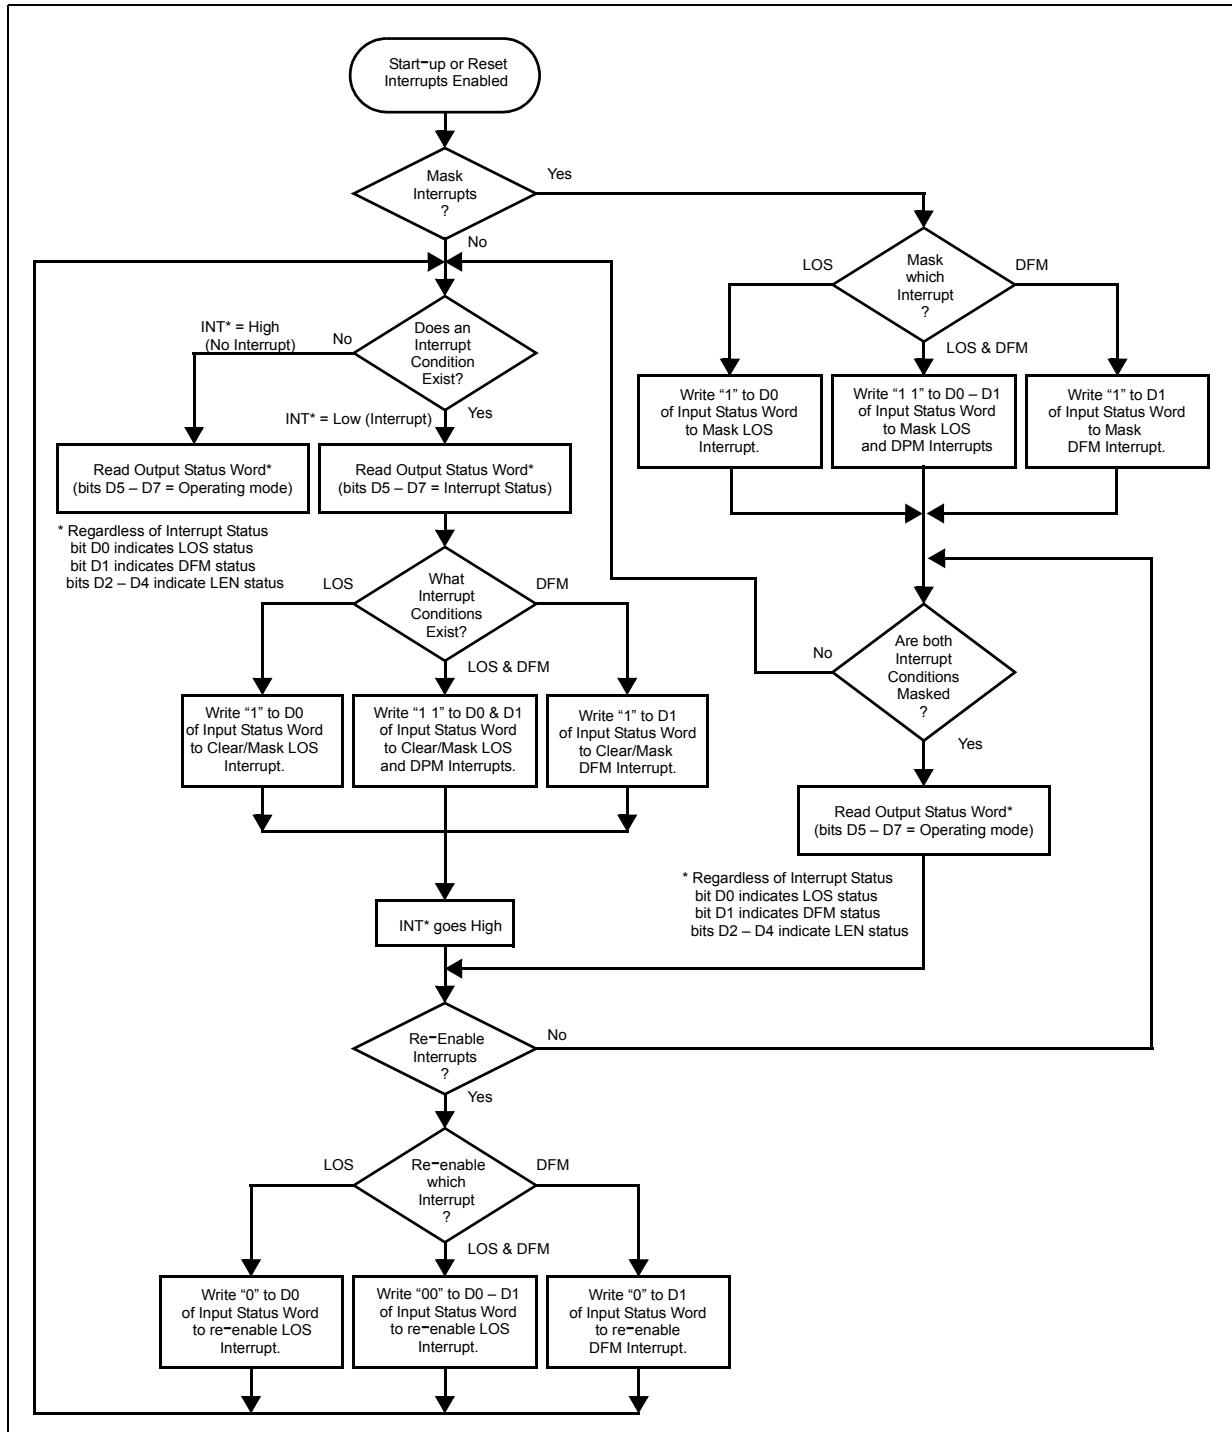 Start-up or Reset
Interrupts Enabled
Mask
Interrupts
?
Yes
No
Mask
which
Interrupt
?
LOS
DFM
LOS & DFM
Write “1” to D0
of Input Status Word
to Mask LOS
Interrupt.
Write “1 1” to D0 – D1
of Input Status Word
to Mask LOS
and DPM Interrupts
Write “1” to D1
of Input Status Word
to Mask
DFM Interrupt.
Does an
Interrupt
Condition
Exist?
INT* = High
(No Interrupt)
No
INT* = Low (Interrupt)
Yes
Read Output Status Word*
(bits D5 – D7 = Operating mode)
Read Output Status Word*
(bits D5 – D7 = Interrupt Status)
* Regardless of Interrupt Status
bit D0 indicates LOS status
bit D1 indicates DFM status
bits D2 – D4 indicate LEN status
What
Interrupt
Conditions
Exist?
LOS
DFM
LOS & DFM
Write “1” to D0
of Input Status Word
to Clear/Mask LOS
Interrupt.
Write “1 1” to D0 & D1
of Input Status Word
to Clear/Mask LOS
and DPM Interrupts.
Write “1” to D1
of Input Status Word
to Clear/Mask
DFM Interrupt.
Are both
Interrupt
Conditions
Masked
?
No
Yes
Read Output Status Word*
(bits D5 – D7 = Operating mode)
* Regardless of Interrupt Status
bit D0 indicates LOS status
bit D1 indicates DFM status
bits D2 – D4 indicate LEN status
INT* goes High
Re-Enable
Interrupts
?
No
Yes
Re-enable
which
Interrupt
?
LOS
DFM
LOS & DFM
Write “0” to D0
of Input Status Word
to re-enable LOS
Interrupt.
Write “00” to D0 – D1
of Input Status Word
to re-enable LOS
Interrupt.
Write “0” to D1
of Input Status Word
to re-enable
DFM Interrupt.